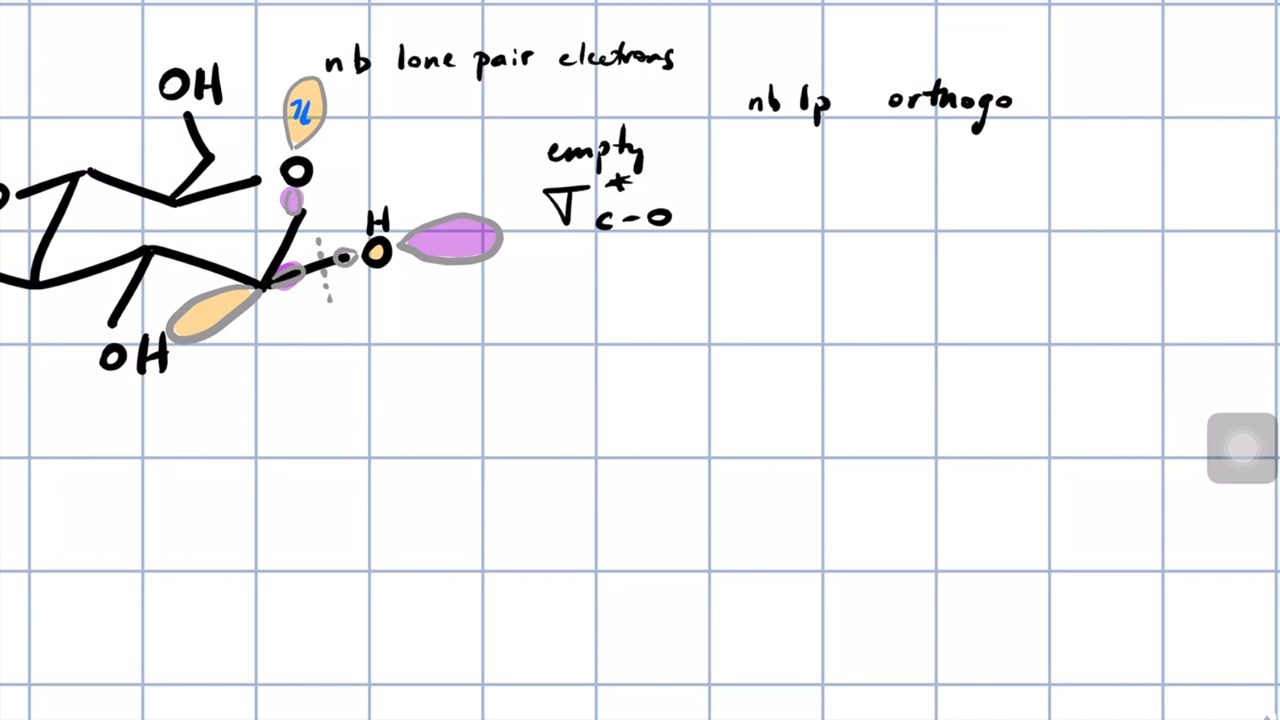 nb lone pair electrons
OH
n
nb lp orthogo
empty
O
σ*
C-O
H
O
OH